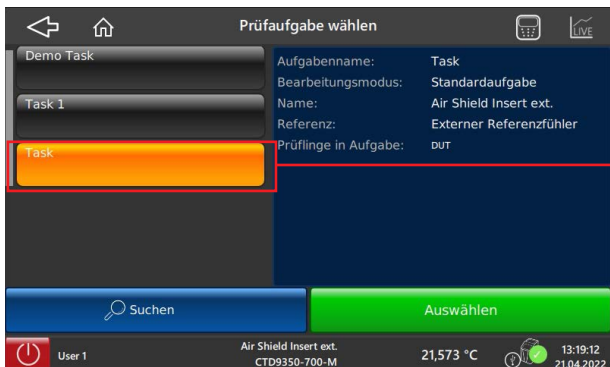 Prüfaufgabe wählen
LIVE
Demo Task
Task 1
Task
Aufgabenname: Task
Bearbeitungsmodus: Standardaufgabe
Name: Air Shield Insert ext.
Referenz: Externer Referenzfühler
Prüflinge in Aufgabe: DUT
Suchen
Auswählen
User 1
Air Shield Insert ext.
CTD9350-700-M
21,573 °C
13:19:12
21.04.2022